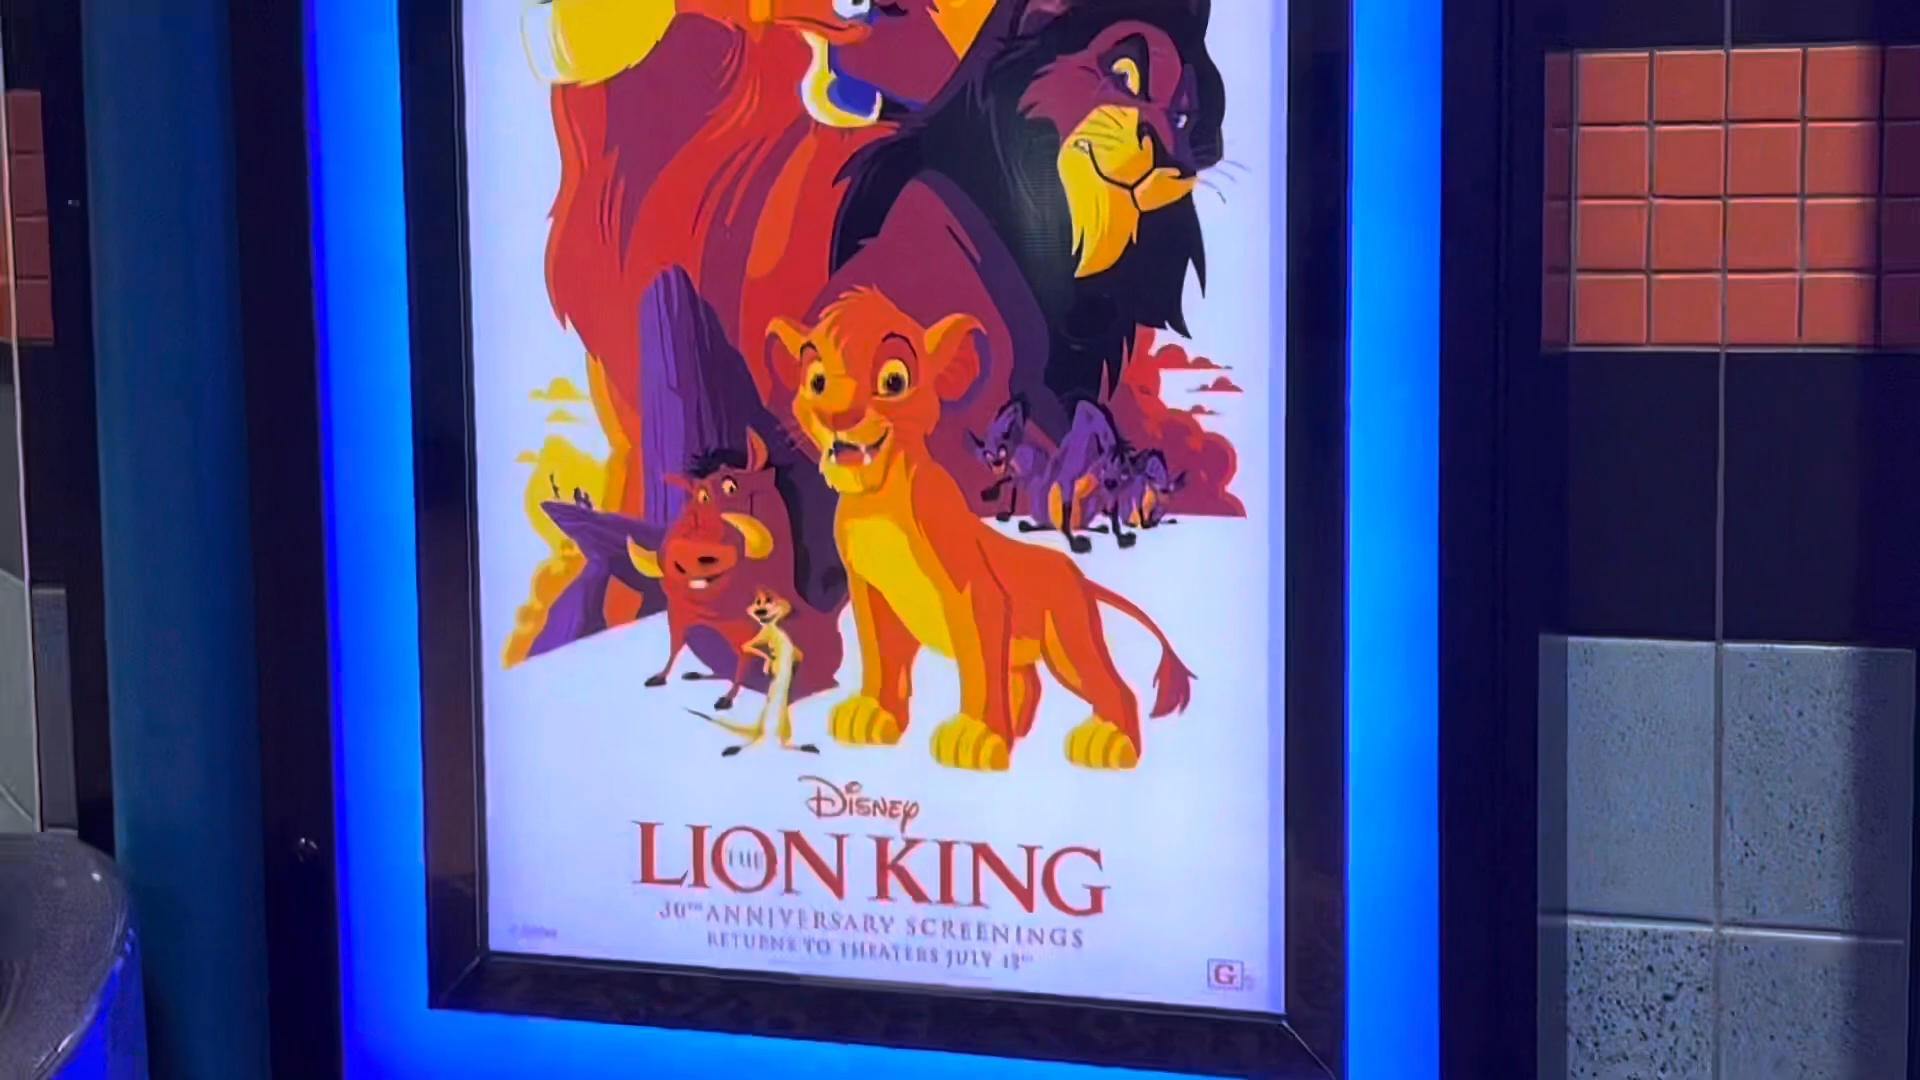 Disney
THE
LION KING
30TH ANNIVERSARY SCREENINGS
RETURNS TO THEATERS JULY 12TH
G